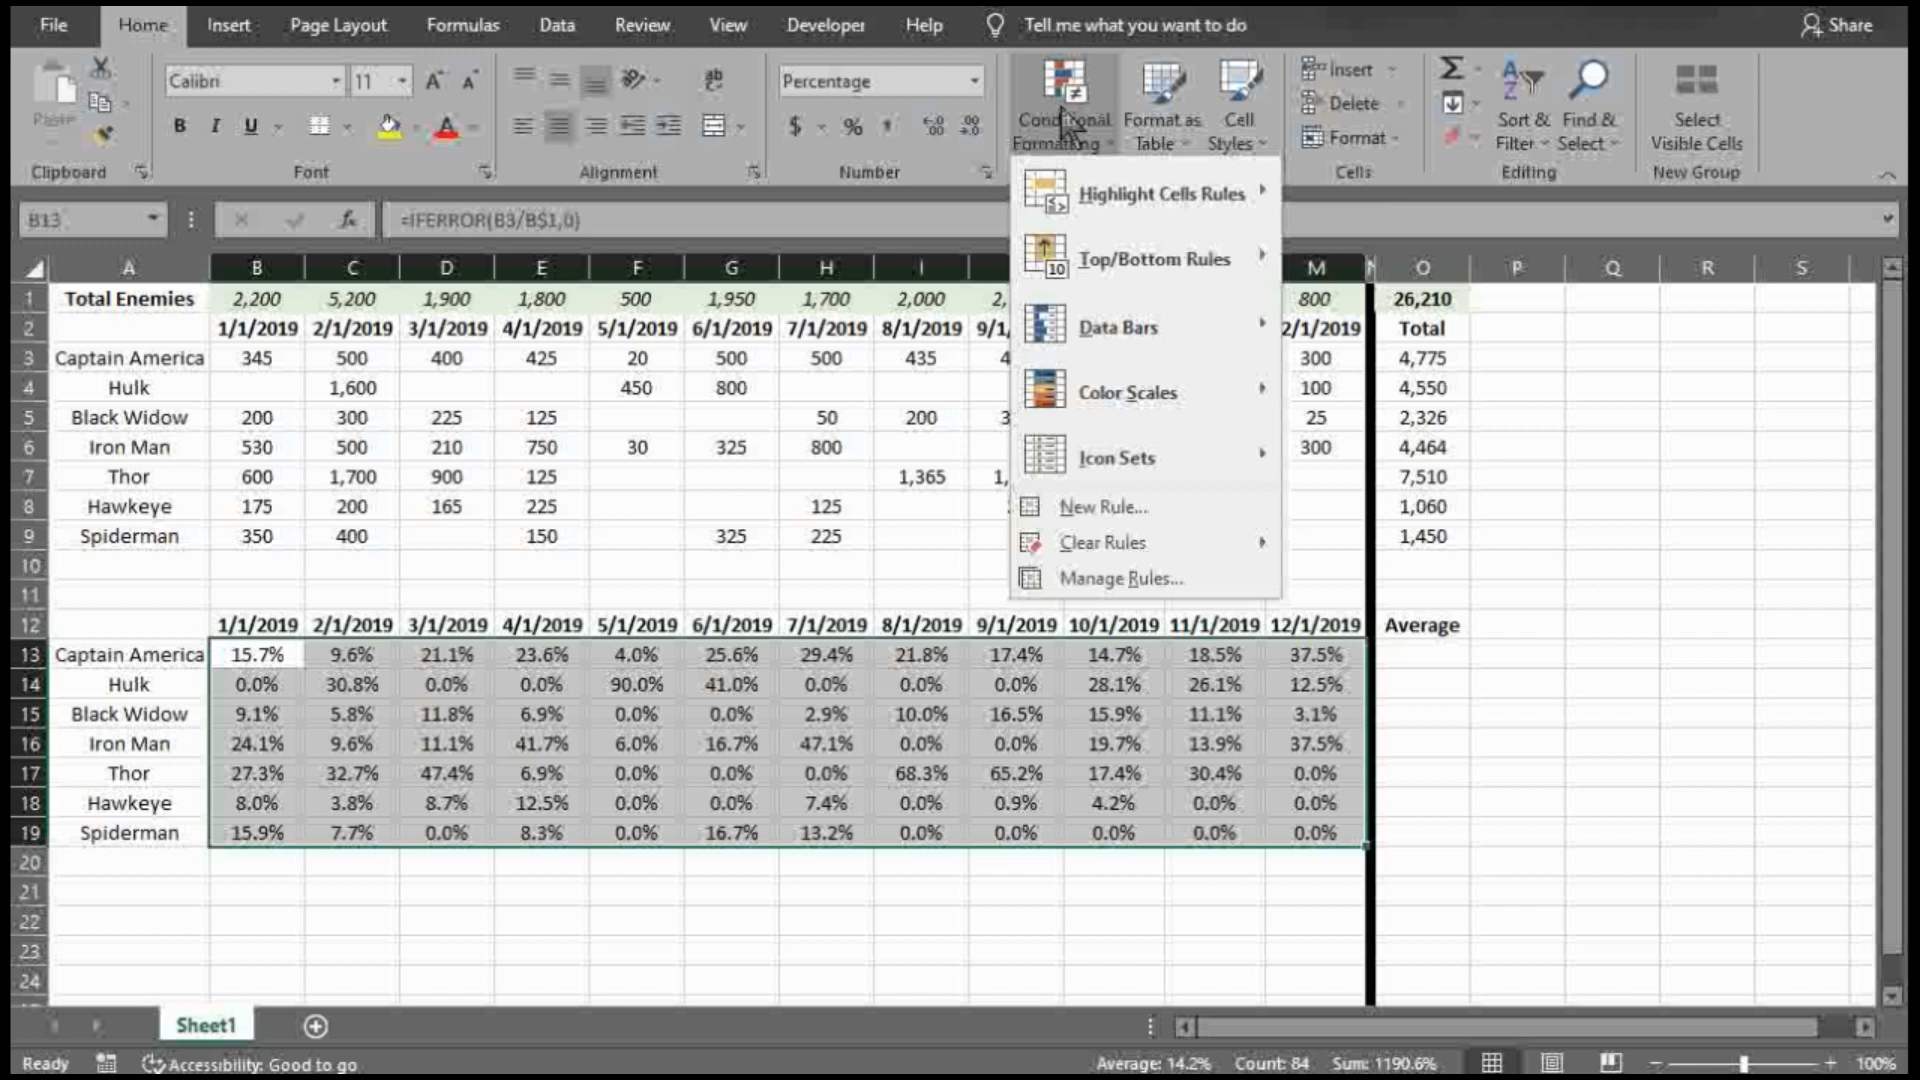 File Home Insert Page Layout Formulas Data Review View Developer Help Tell me what you want to do Share
Calibri 11 Percentage Insert
Paste Conditional Format as Cell Delete Sort & Find & Select
B I U $ % Formatting Table Styles Format Filter Select Visible Cells
Clipboard Font Alignment Number Cells Editing New Group
B13 fx =IFERROR(B3/B$1,0)
A B C D E F G H I M N O P Q R S
1 Total Enemies 2,200 5,200 1,900 1,800 500 1,950 1,700 2,000 2, 800 26,210
2 1/1/2019 2/1/2019 3/1/2019 4/1/2019 5/1/2019 6/1/2019 7/1/2019 8/1/2019 9/1/ 2/1/2019 Total
3 Captain America 345 500 400 425 20 500 500 435 4 300 4,775
4 Hulk 1,600 450 800 100 4,550
5 Black Widow 200 300 225 125 50 200 3 25 2,326
6 Iron Man 530 500 210 750 30 325 800 300 4,464
7 Thor 600 1,700 900 125 1,365 1, 7,510
8 Hawkeye 175 200 165 225 125 1,060
9 Spiderman 350 400 150 325 225 1,450
10
11
Highlight Cells Rules
Top/Bottom Rules
Data Bars
Color Scales
Icon Sets
New Rule...
Clear Rules
Manage Rules...
12 1/1/2019 2/1/2019 3/1/2019 4/1/2019 5/1/2019 6/1/2019 7/1/2019 8/1/2019 9/1/2019 10/1/2019 11/1/2019 12/1/2019 Average
13 Captain America 15.7% 9.6% 21.1% 23.6% 4.0% 25.6% 29.4% 21.8% 17.4% 14.7% 18.5% 37.5%
14 Hulk 0.0% 30.8% 0.0% 0.0% 90.0% 41.0% 0.0% 0.0% 0.0% 28.1% 26.1% 12.5%
15 Black Widow 9.1% 5.8% 11.8% 6.9% 0.0% 0.0% 2.9% 10.0% 16.5% 15.9% 11.1% 3.1%
16 Iron Man 24.1% 9.6% 11.1% 41.7% 6.0% 16.7% 47.1% 0.0% 0.0% 19.7% 13.9% 37.5%
17 Thor 27.3% 32.7% 47.4% 6.9% 0.0% 0.0% 0.0% 68.3% 65.2% 17.4% 30.4% 0.0%
18 Hawkeye 8.0% 3.8% 8.7% 12.5% 0.0% 0.0% 7.4% 0.0% 0.9% 4.2% 0.0% 0.0%
19 Spiderman 15.9% 7.7% 0.0% 8.3% 0.0% 16.7% 13.2% 0.0% 0.0% 0.0% 0.0% 0.0%
20
21
22
23
24
Sheet1
Ready Accessibility: Good to go Average: 14.2% Count: 84 Sum: 1190.6% 100%